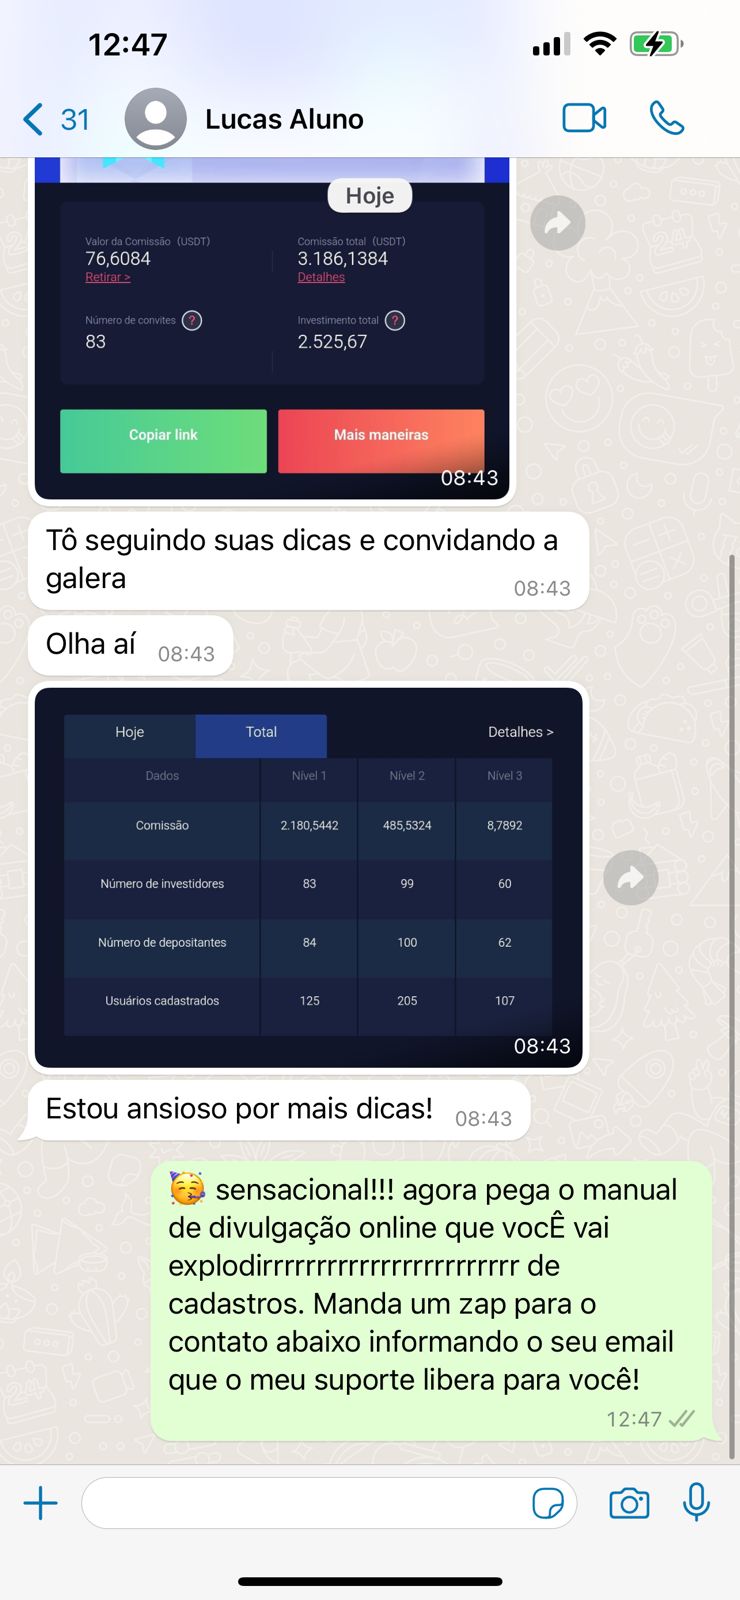 12:47
31
Lucas Aluno
Hoje
Valor da Comissão (USDT)
Comissão total (USDT)
76,6084
3.186,1384
Retirar >
Detalhes
Número de convites ?
Investimento total ?
83
2.525,67
Copiar link
Mais maneiras
08:43
Tô seguindo suas dicas e convidando a
galera
08:43
Olha aí
08:43
Hoje
Total
Detalhes >
Dados
Nível 1
Nível 2
Nível 3
Comissão
2.180,5442
485,5324
8,7892
Número de investidores
83
99
60
Número de depositantes
84
100
62
Usuários cadastrados
125
205
107
08:43
Estou ansioso por mais dicas!
08:43
🥳 sensacional!!! agora pega o manual
de divulgação online que vocÊ vai
explodirrrrrrrrrrrrrrrrrrrrrrrr de
cadastros. Manda um zap para o
contato abaixo informando o seu email
que o meu suporte libera para você!
12:47